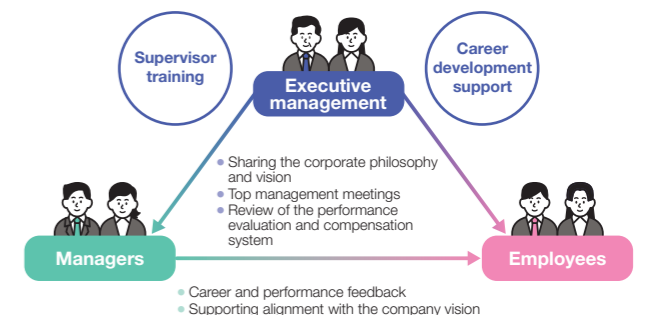 Supervisor
training
Career
development
support
Executive
management
• Sharing the corporate philosophy
and vision
• Top management meetings
• Review of the performance
evaluation and compensation
system
Managers
Employees
• Career and performance feedback
• Supporting alignment with the company vision